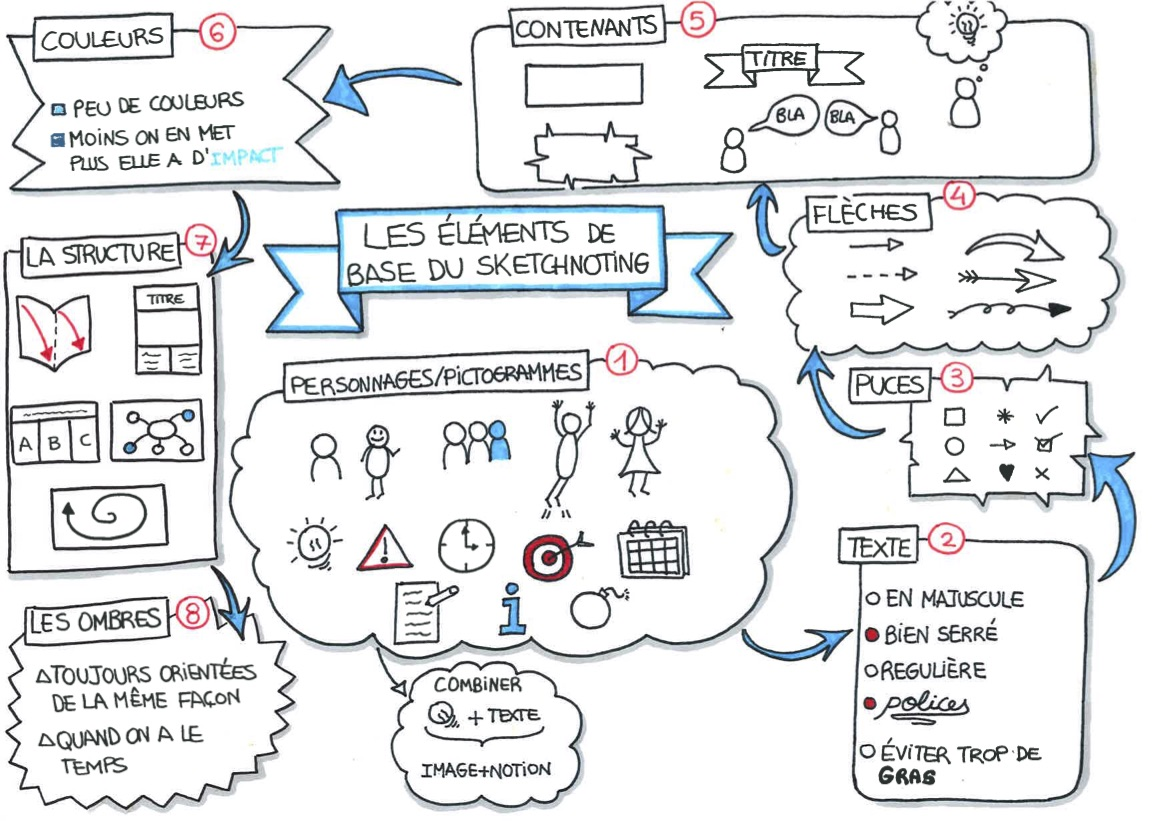 LES ÉLÉMENTS DE
BASE DU SKETCHNOTING
PERSONNAGES/PICTOGRAMMES 1
COMBINER
+ TEXTE
IMAGE+NOTION
TEXTE 2
EN MAJUSCULE
BIEN SERRÉ
REGULIÈRE
polices
ÉVITER TROP DE
GRAS
PUCES 3
FLÈCHES 4
CONTENANTS 5
TITRE
BLA
BLA
COULEURS 6
PEU DE COULEURS
MOINS ON EN MET
PLUS ELLE A D'IMPACT
LA STRUCTURE 7
TITRE
A B C
LES OMBRES 8
TOUJOURS ORIENTÉES
DE LA MÊME FAÇON
QUAND ON A LE
TEMPS